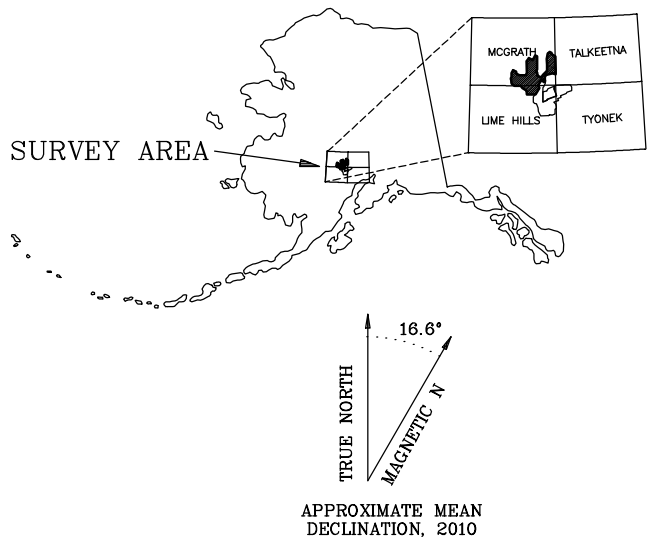 MCGRATH
TALKEETNA
LIME HILLS
TYONEK
SURVEY AREA
16.6°
TRUE NORTH
MAGNETIC N
APPROXIMATE MEAN
DECLINATION, 2010